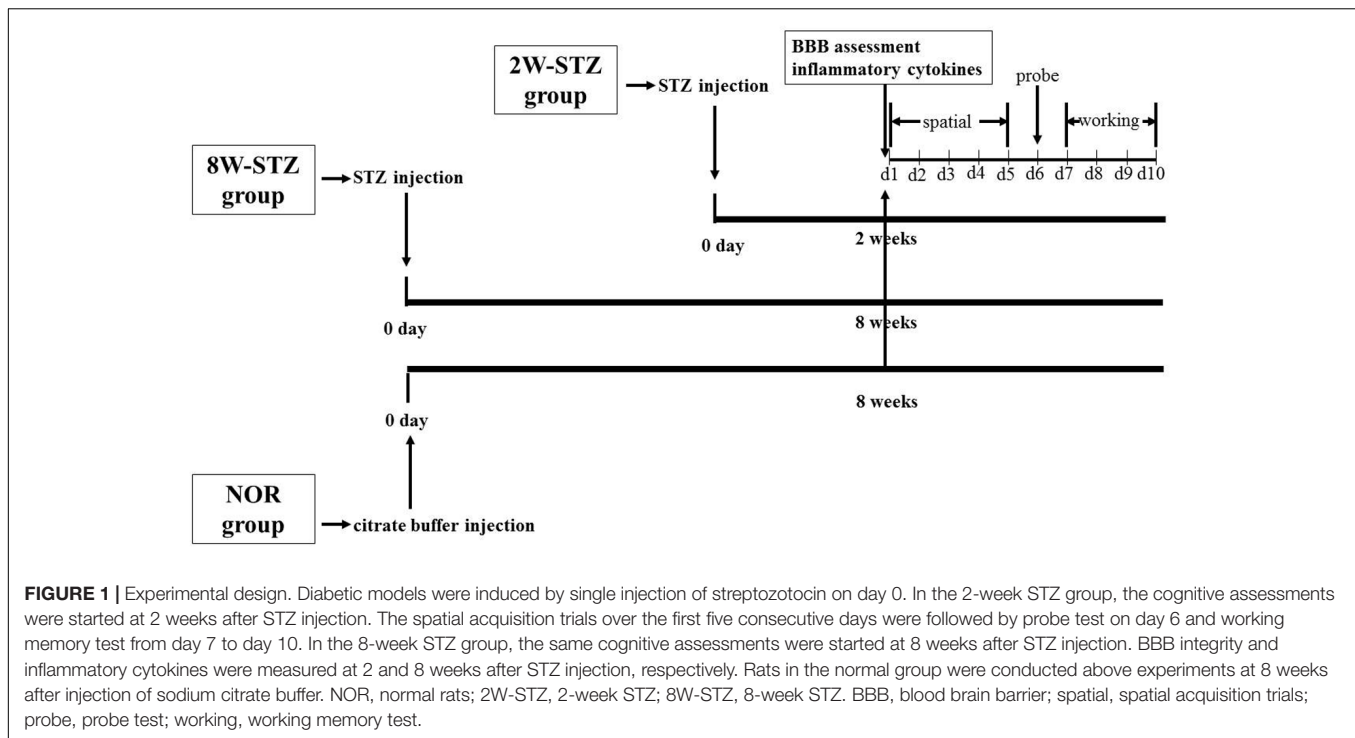 BBB assessment
inflammatory cytokines
2W-STZ
group
STZ injection
probe
spatial
working
d1 d2 d3 d4 d5 d6 d7 d8 d9 d10
8W-STZ
group
STZ injection
0 day
2 weeks
0 day
8 weeks
0 day
8 weeks
NOR
group
citrate buffer injection
FIGURE 1 | Experimental design. Diabetic models were induced by single injection of streptozotocin on day 0. In the 2-week STZ group, the cognitive assessments
were started at 2 weeks after STZ injection. The spatial acquisition trials over the first five consecutive days were followed by probe test on day 6 and working
memory test from day 7 to day 10. In the 8-week STZ group, the same cognitive assessments were started at 8 weeks after STZ injection. BBB integrity and
inflammatory cytokines were measured at 2 and 8 weeks after STZ injection, respectively. Rats in the normal group were conducted above experiments at 8 weeks
after injection of sodium citrate buffer. NOR, normal rats; 2W-STZ, 2-week STZ; 8W-STZ, 8-week STZ. BBB, blood brain barrier; spatial, spatial acquisition trials;
probe, probe test; working, working memory test.